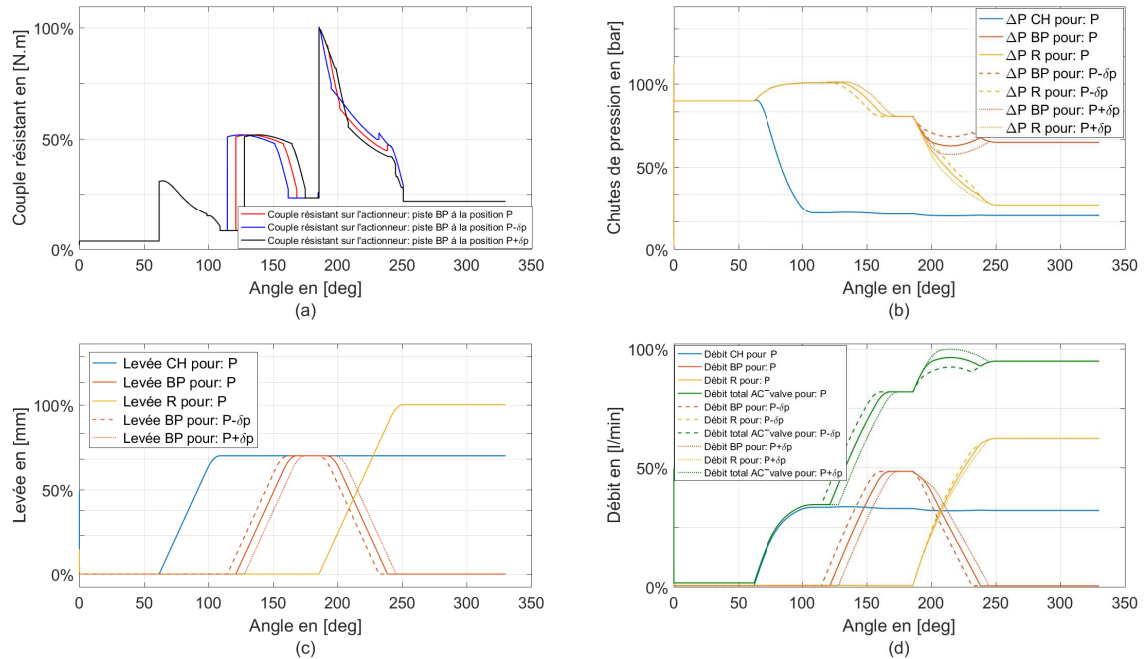 Couple résistant en [N.m]
100%
50%
0%
0
50
100
150
200
250
300
350
Couple résistant sur l'actionneur: piste BP à la position P
Couple résistant sur l'actionneur: piste BP à la position P-δp
Couple résistant sur l'actionneur: piste BP à la position P+δp
Angle en [deg]
(a)
Chutes de pression en [bar]
100%
50%
0%
0
50
100
150
200
250
300
350
ΔP CH pour: P
ΔP BP pour: P
ΔP R pour: P
ΔP BP pour: P-δp
ΔP R pour: P-δp
ΔP BP pour: P+δp
ΔP R pour: P+δp
Angle en [deg]
(b)
Levée en [mm]
100%
50%
0%
0
50
100
150
200
250
300
350
Levée CH pour: P
Levée BP pour: P
Levée R pour: P
Levée BP pour: P-δp
Levée BP pour: P+δp
Angle en [deg]
(c)
Débit en [l/min]
100%
50%
0%
0
50
100
150
200
250
300
350
Débit CH pour: P
Débit BP pour: P
Débit R pour: P
Débit total AC‾valve pour: P
Débit BP pour: P-δp
Débit R pour: P-δp
Débit total AC‾valve pour: P-δp
Débit BP pour: P+δp
Débit R pour: P+δp
Débit total AC‾valve pour: P+δp
Angle en [deg]
(d)